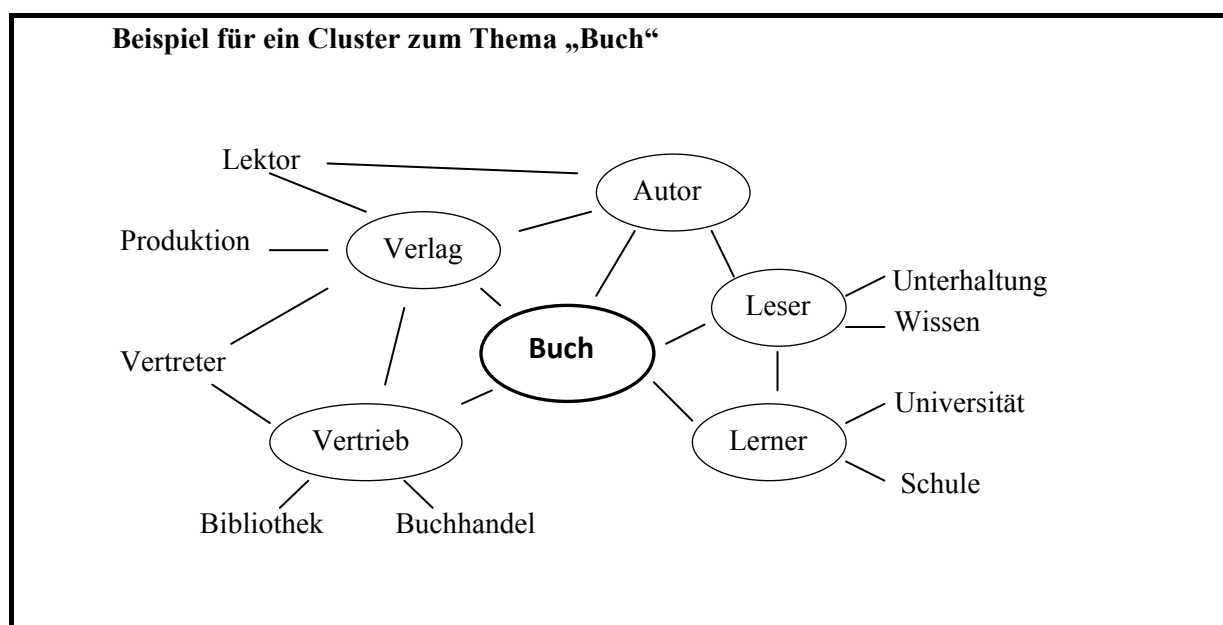 Beispiel für ein Cluster zum Thema „Buch“
Lektor
Autor
Produktion
Verlag
Unterhaltung
Leser
Wissen
Buch
Vertreter
Universität
Vertrieb
Lerner
Schule
Bibliothek
Buchhandel